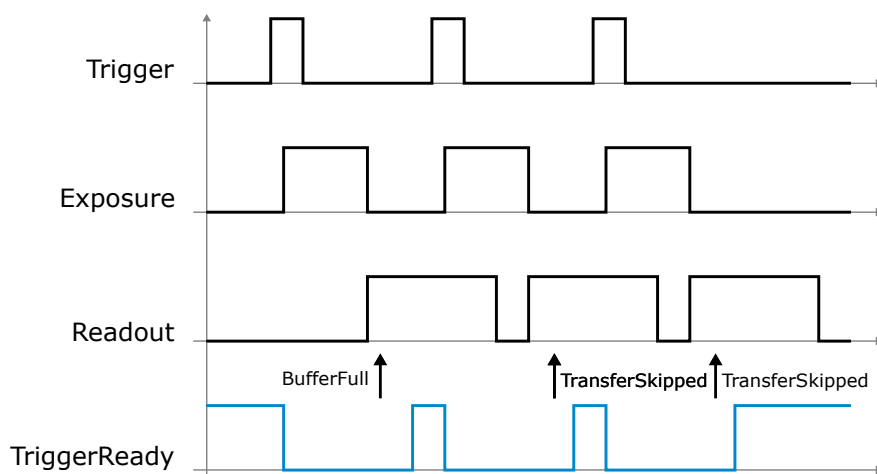 Trigger
Exposure
Readout
BufferFull
TransferSkipped
TransferSkipped
TriggerReady